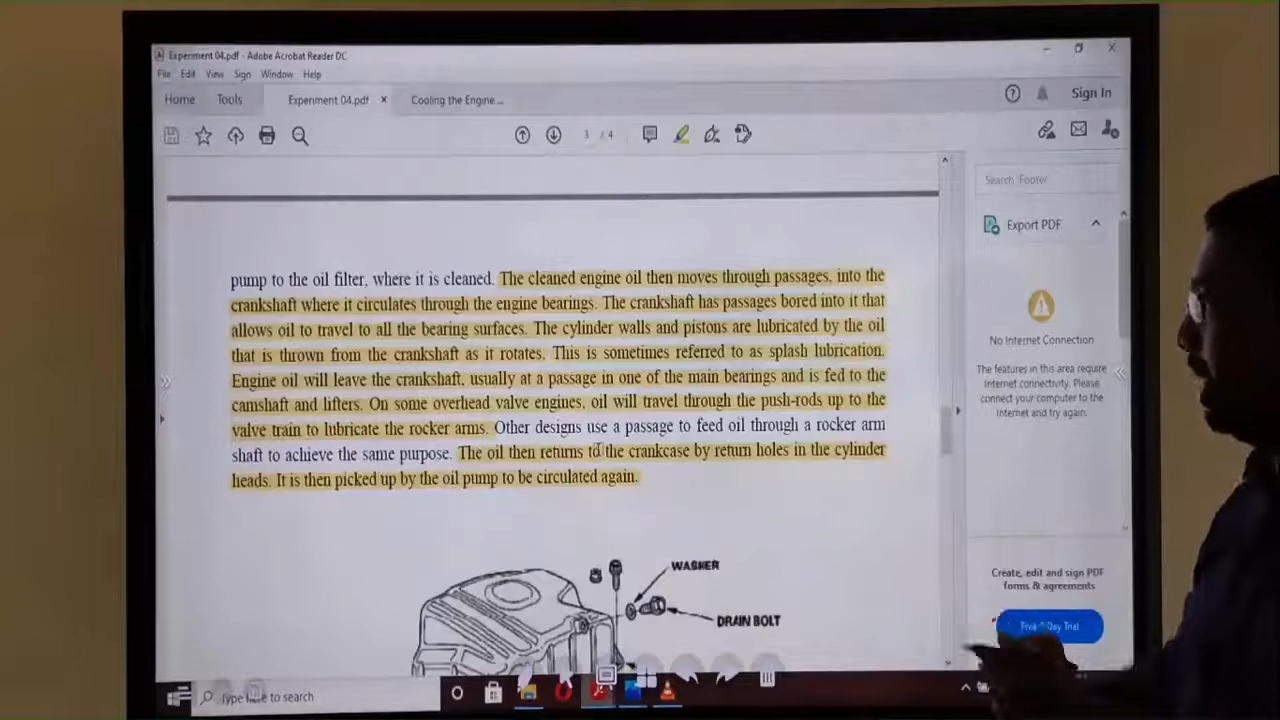 Experiment 04.pdf - Adobe Acrobat Reader DC
File Edit View Sign Window Help
Home Tools Experiment 04.pdf × Cooling the Engine ... Sign In
3 / 4
Search 'Footer'
Export PDF
pump to the oil filter, where it is cleaned. The cleaned engine oil then moves through passages, into the
crankshaft where it circulates through the engine bearings. The crankshaft has passages bored into it that
allows oil to travel to all the bearing surfaces. The cylinder walls and pistons are lubricated by the oil
that is thrown from the crankshaft as it rotates. This is sometimes referred to as splash lubrication.
Engine oil will leave the crankshaft, usually at a passage in one of the main bearings and is fed to the
camshaft and lifters. On some overhead valve engines, oil will travel through the push-rods up to the
valve train to lubricate the rocker arms. Other designs use a passage to feed oil through a rocker arm
shaft to achieve the same purpose. The oil then returns to the crankcase by return holes in the cylinder
heads. It is then picked up by the oil pump to be circulated again.
WASHER
DRAIN BOLT
No Internet Connection
The features in this area require
Internet connectivity. Please
connect your computer to the
Internet and try again.
Create, edit and sign PDF
forms & agreements
Day Trial
Type here to search